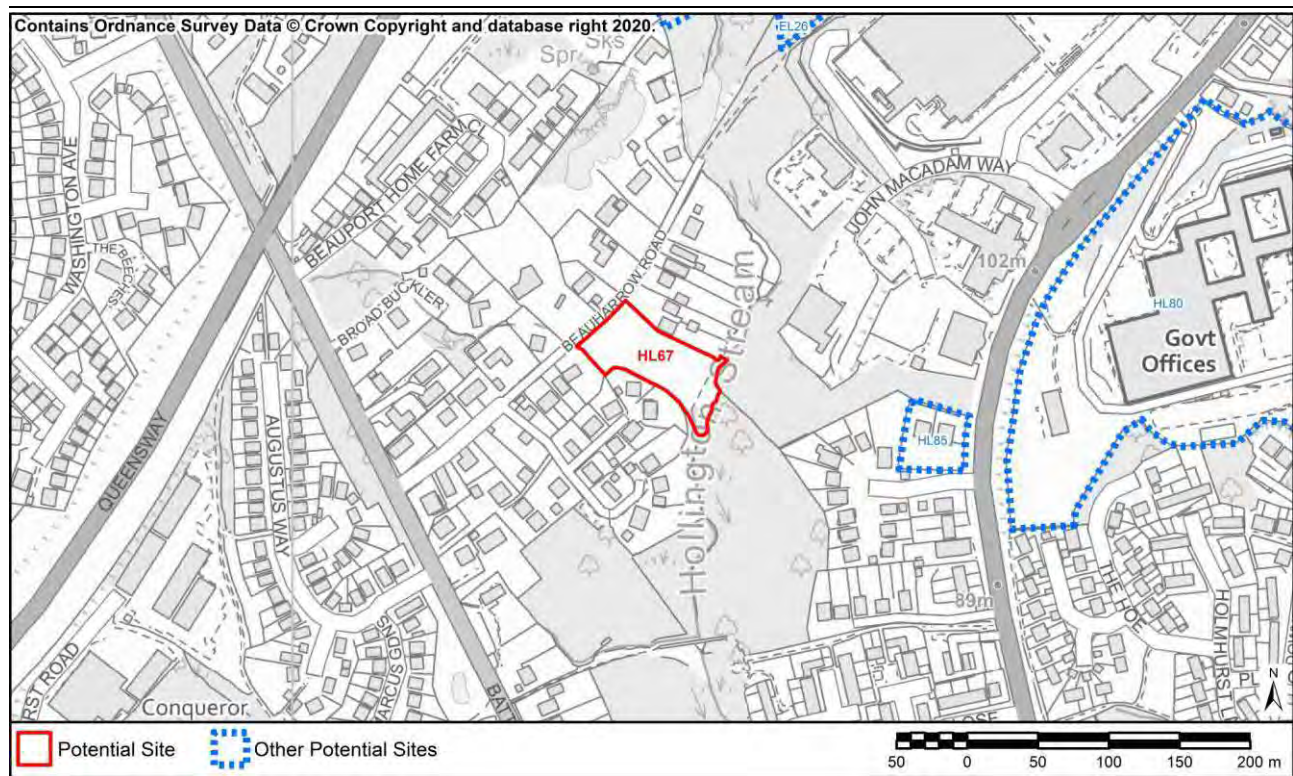 Contains Ordnance Survey Data © Crown Copyright and database right 2020.
EL26
Sks
Spr
WASHINGTON AVE
THE BEECHES
BEAUPORT HOME FARM CL
JOHN MACADAM WAY
BROAD BUCKLER
BEAUHARROW ROAD
102m
HL80
Govt
Offices
HL67
Hollington Stream
HL85
QUEENSWAY
AUGUSTUS WAY
89m
THE HOE
HOLMHURST L
RST ROAD
MARCUS GDNS
Conqueror
BATT
OSE
PL
N
Potential Site
Other Potential Sites
50 0 50 100 150 200 m